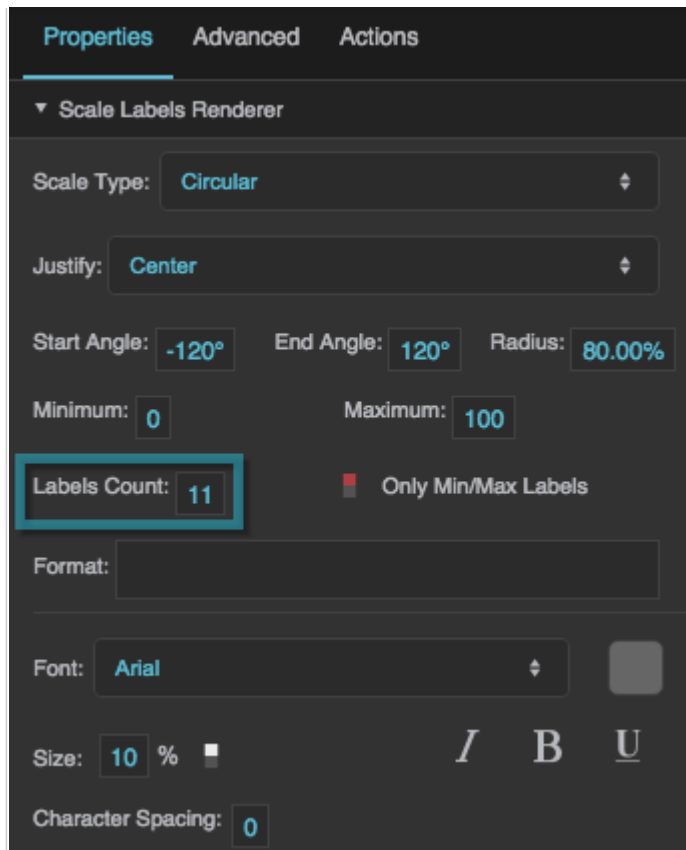 Properties Advanced Actions
Scale Labels Renderer
Scale Type: Circular
Justify: Center
Start Angle: -120° End Angle: 120° Radius: 80.00%
Minimum: 0 Maximum: 100
Labels Count: 11 Only Min/Max Labels
Format:
Font: Arial
Size: 10 % I B U
Character Spacing: 0